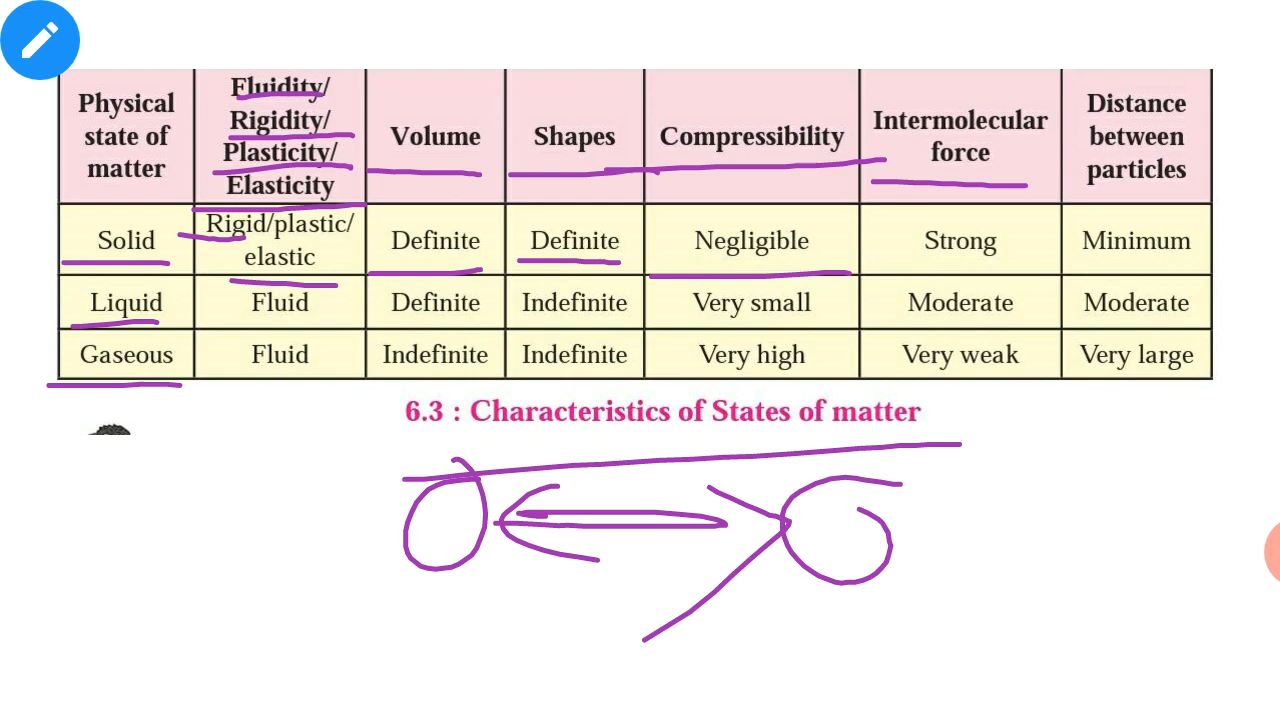 Physical state of matter
Fluidity/ Rigidity/ Plasticity/ Elasticity
Volume
Shapes
Compressibility
Intermolecular force
Distance between particles
Solid
Rigid/plastic/ elastic
Definite
Definite
Negligible
Strong
Minimum
Liquid
Fluid
Definite
Indefinite
Very small
Moderate
Moderate
Gaseous
Fluid
Indefinite
Indefinite
Very high
Very weak
Very large
6.3 : Characteristics of States of matter